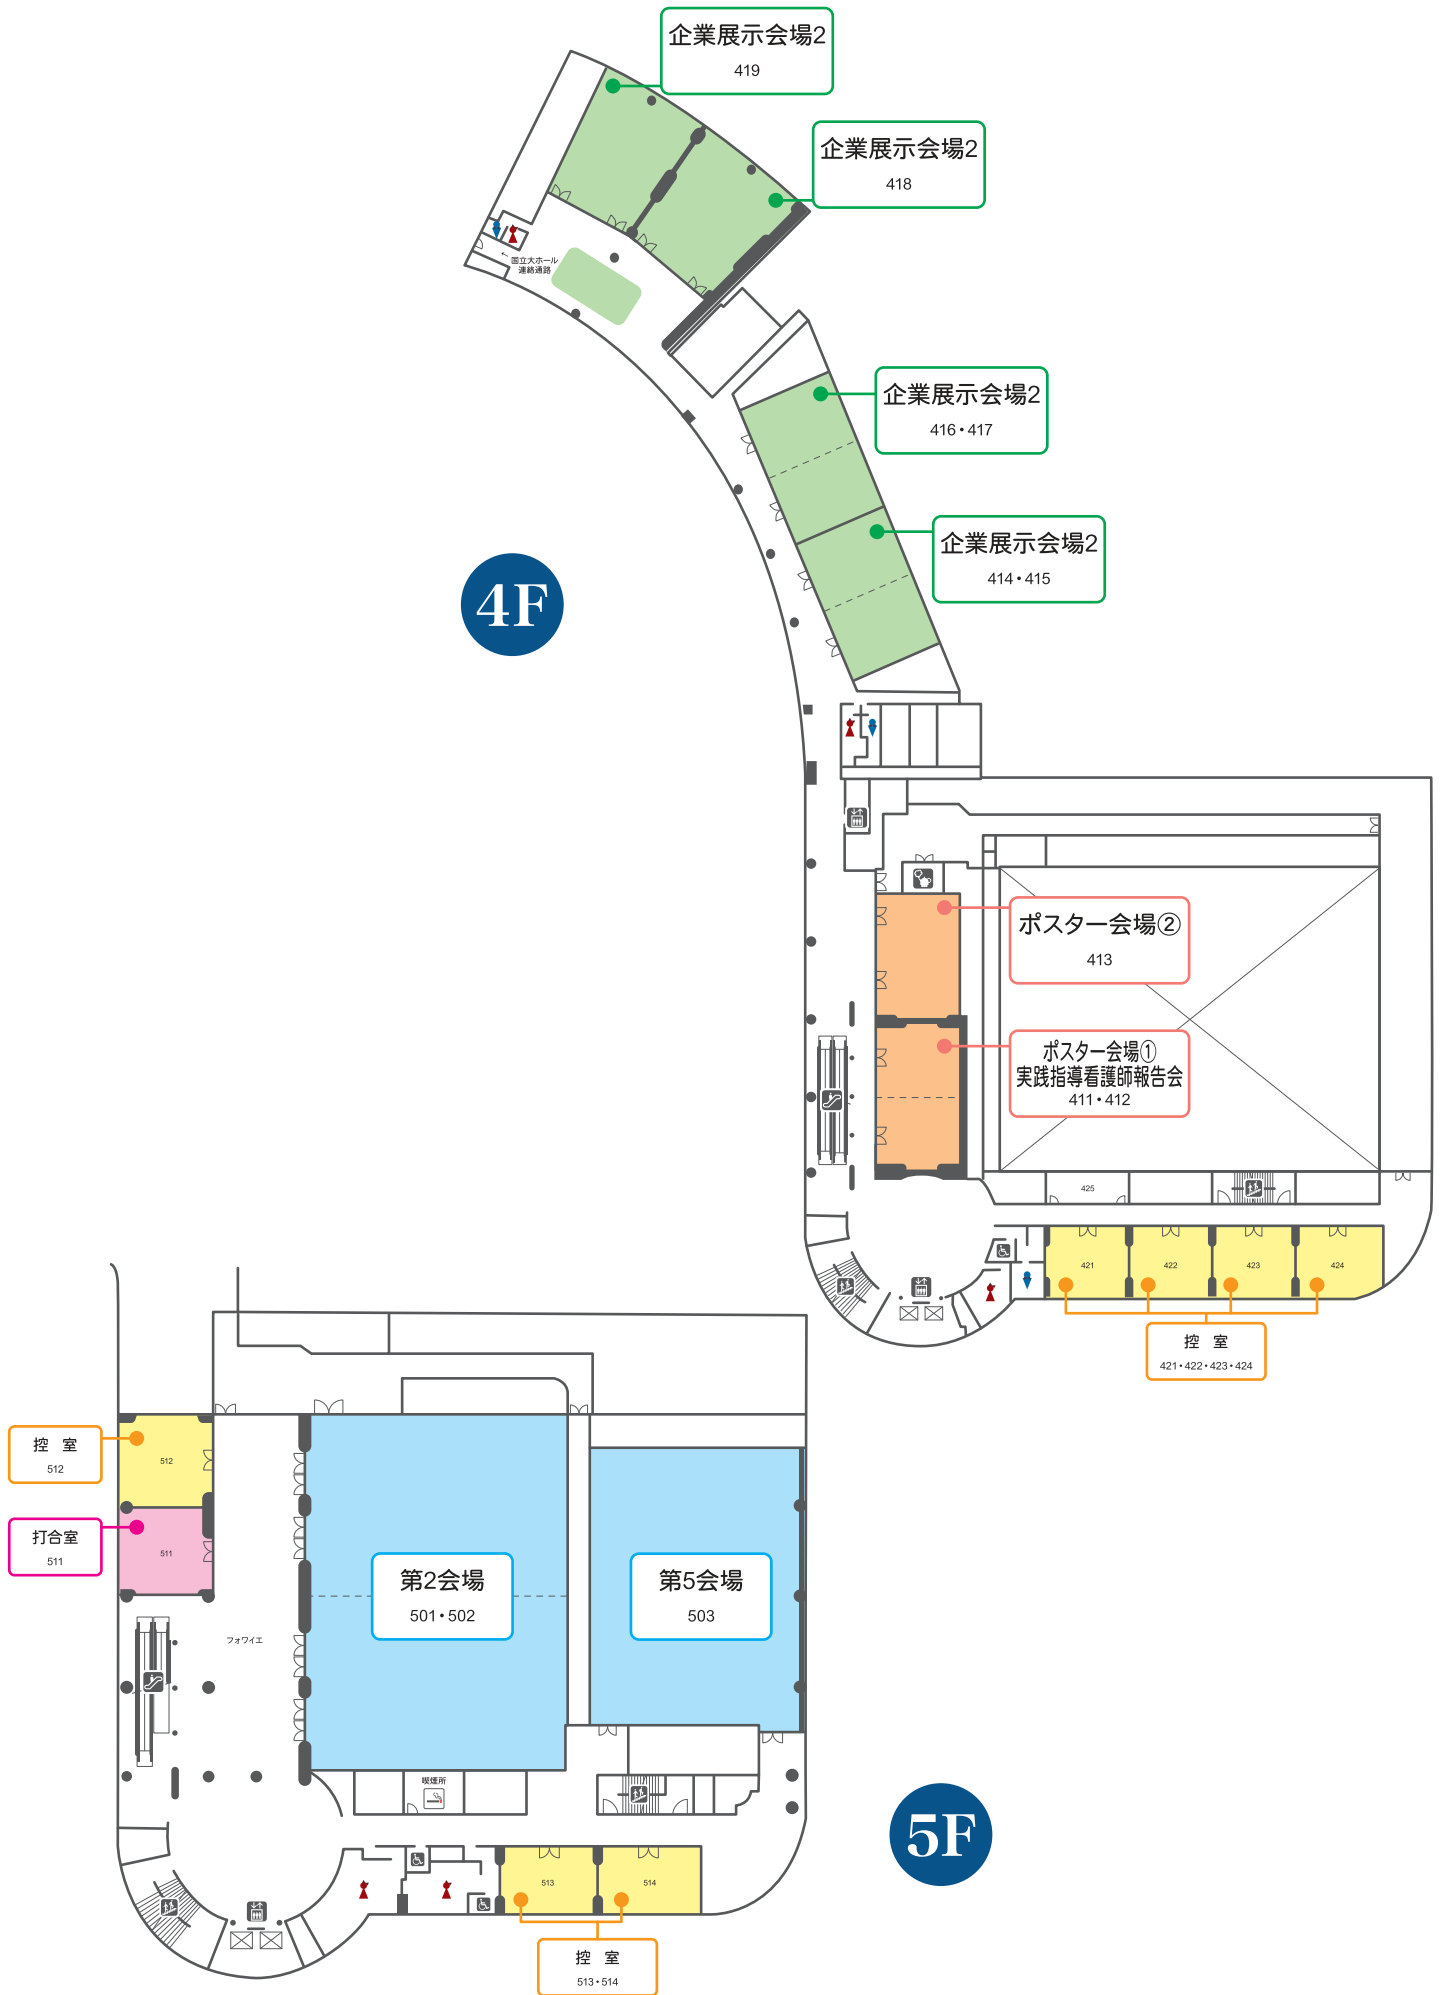 企業展示会場2
419
企業展示会場2
418
← 国立大ホール
連絡通路
企業展示会場2
416・417
企業展示会場2
414・415
4F
ポスター会場②
413
ポスター会場①
実践指導看護師報告会
411・412
425
421
422
423
424
控 室
421・422・423・424
控 室
512
512
打合室
511
511
第2会場
501・502
第5会場
503
フォワイエ
喫煙所
5F
513
514
控 室
513・514